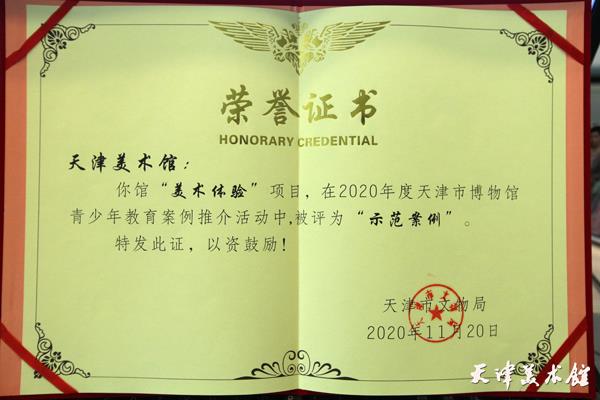 荣誉证书
HONORARY CREDENTIAL
天津美术馆：
你馆“美术体验”项目，在2020年度天津市博物馆
青少年教育案例推介活动中,被评为“示范案例”。
特发此证，以资鼓励！
天津市文物局
2020年11月20日
天津美术馆